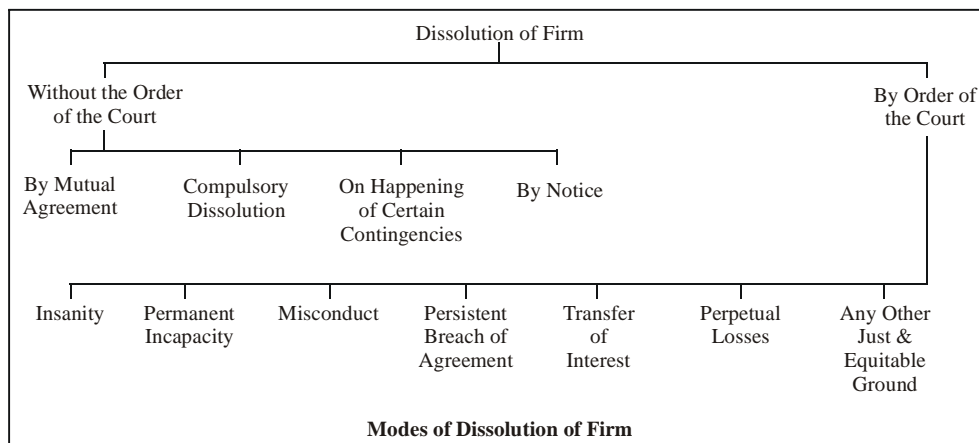 Dissolution of Firm
Without the Order
of the Court
By Order of
the Court
By Mutual
Agreement
Compulsory
Dissolution
On Happening
of Certain
Contingencies
By Notice
Insanity
Permanent
Incapacity
Misconduct
Persistent
Breach of
Agreement
Transfer
of
Interest
Perpetual
Losses
Any Other
Just &
Equitable
Ground
Modes of Dissolution of Firm